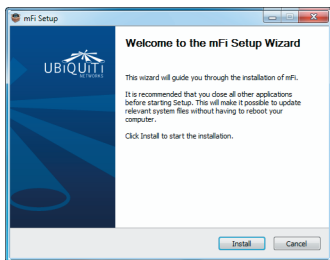 mFi Setup
Welcome to the mFi Setup Wizard
UBiQUiTi
NETWORKS
This wizard will guide you through the installation of mFi.
It is recommended that you close all other applications
before starting Setup. This will make it possible to update
relevant system files without having to reboot your
computer.
Click Install to start the installation.
Install
Cancel